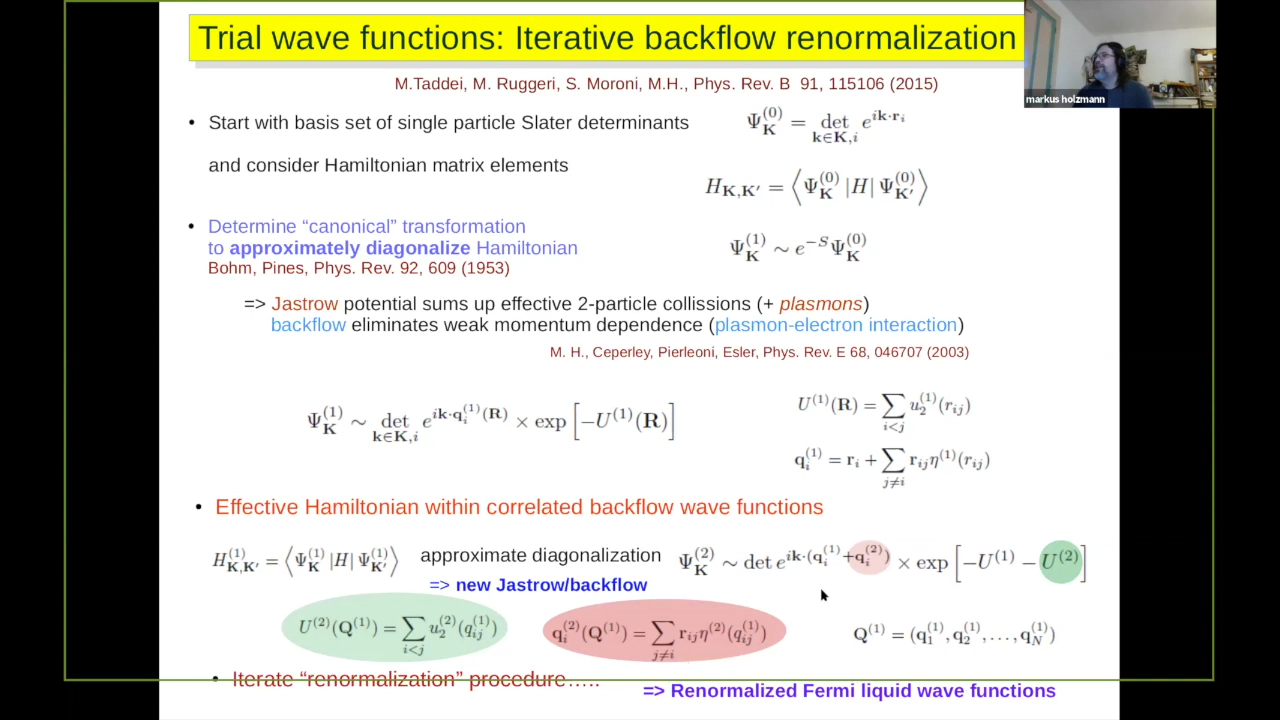 Trial wave functions: Iterative backflow renormalization
markus holzmann
M.Taddei, M. Ruggeri, S. Moroni, M.H., Phys. Rev. B 91, 115106 (2015)
• Start with basis set of single particle Slater determinants
Ψ_K^(0) = det_{k∈K,i} e^{ik·r_i}
and consider Hamiltonian matrix elements
H_{K,K′} = ⟨Ψ_K^(0) |H| Ψ_{K′}^(0)⟩
• Determine “canonical” transformation
to approximately diagonalize Hamiltonian
Ψ_K^(1) ∼ e^{−S} Ψ_K^(0)
Bohm, Pines, Phys. Rev. 92, 609 (1953)
=> Jastrow potential sums up effective 2-particle collissions (+ plasmons)
backflow eliminates weak momentum dependence (plasmon-electron interaction)
M. H., Ceperley, Pierleoni, Esler, Phys. Rev. E 68, 046707 (2003)
Ψ_K^(1) ∼ det_{k∈K,i} e^{ik·q_i^(1)(R)} × exp[−U^(1)(R)]
U^(1)(R) = ∑_{i<j} u_2^(1)(r_ij)
q_i^(1) = r_i + ∑_{j≠i} r_ij η^(1)(r_ij)
• Effective Hamiltonian within correlated backflow wave functions
H_{K,K′}^(1) = ⟨Ψ_K^(1) |H| Ψ_{K′}^(1)⟩
approximate diagonalization
=> new Jastrow/backflow
Ψ_K^(2) ∼ det e^{ik·(q_i^(1)+q_i^(2))} × exp[−U^(1) − U^(2)]
U^(2)(Q^(1)) = ∑_{i<j} u_2^(2)(q_ij^(1))
q_i^(2)(Q^(1)) = ∑_{j≠i} r_ij η^(2)(q_ij^(1))
Q^(1) = (q_1^(1), q_2^(1), . . . , q_N^(1))
• Iterate “renormalization” procedure…..
=> Renormalized Fermi liquid wave functions